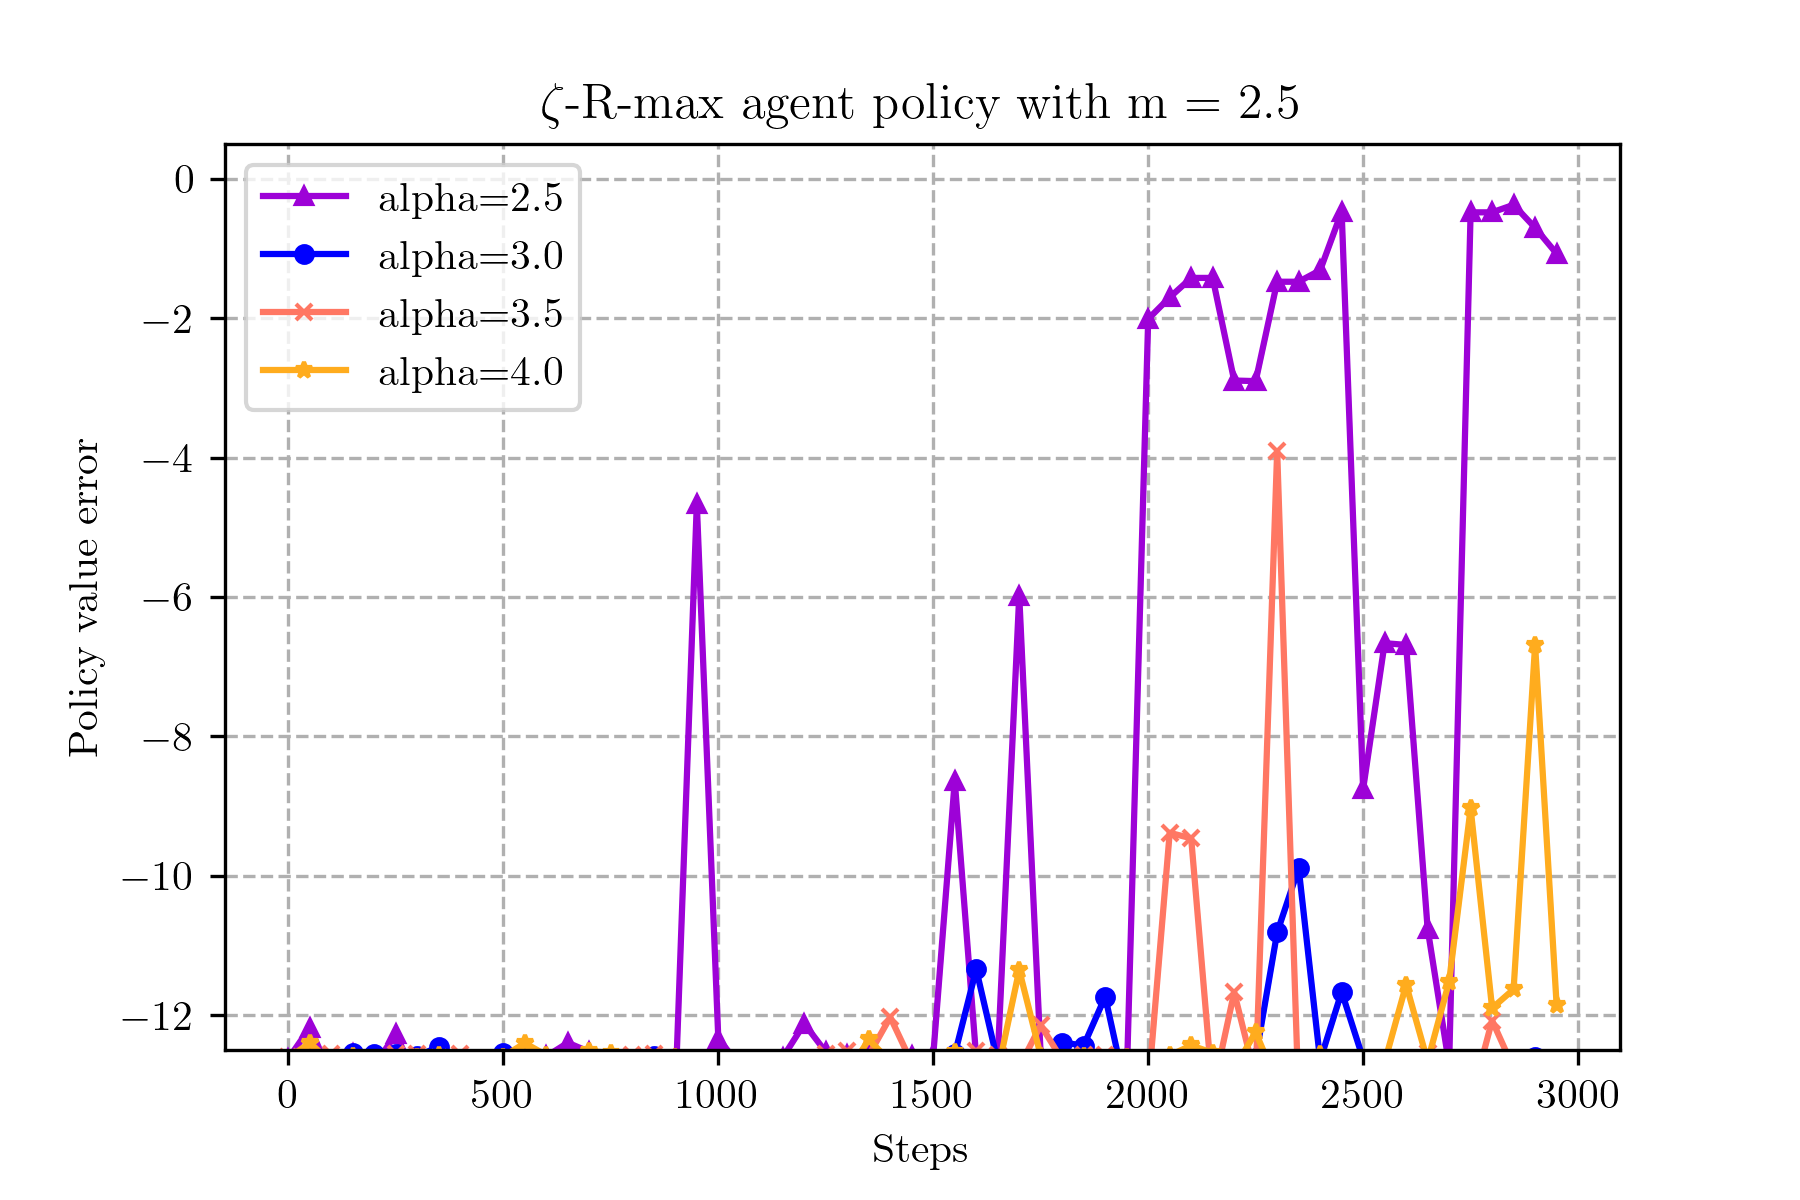 ζ-R-max agent policy with m = 2.5
alpha=2.5
alpha=3.0
alpha=3.5
alpha=4.0
Policy value error
0
−2
−4
−6
−8
−10
−12
0 500 1000 1500 2000 2500 3000
Steps